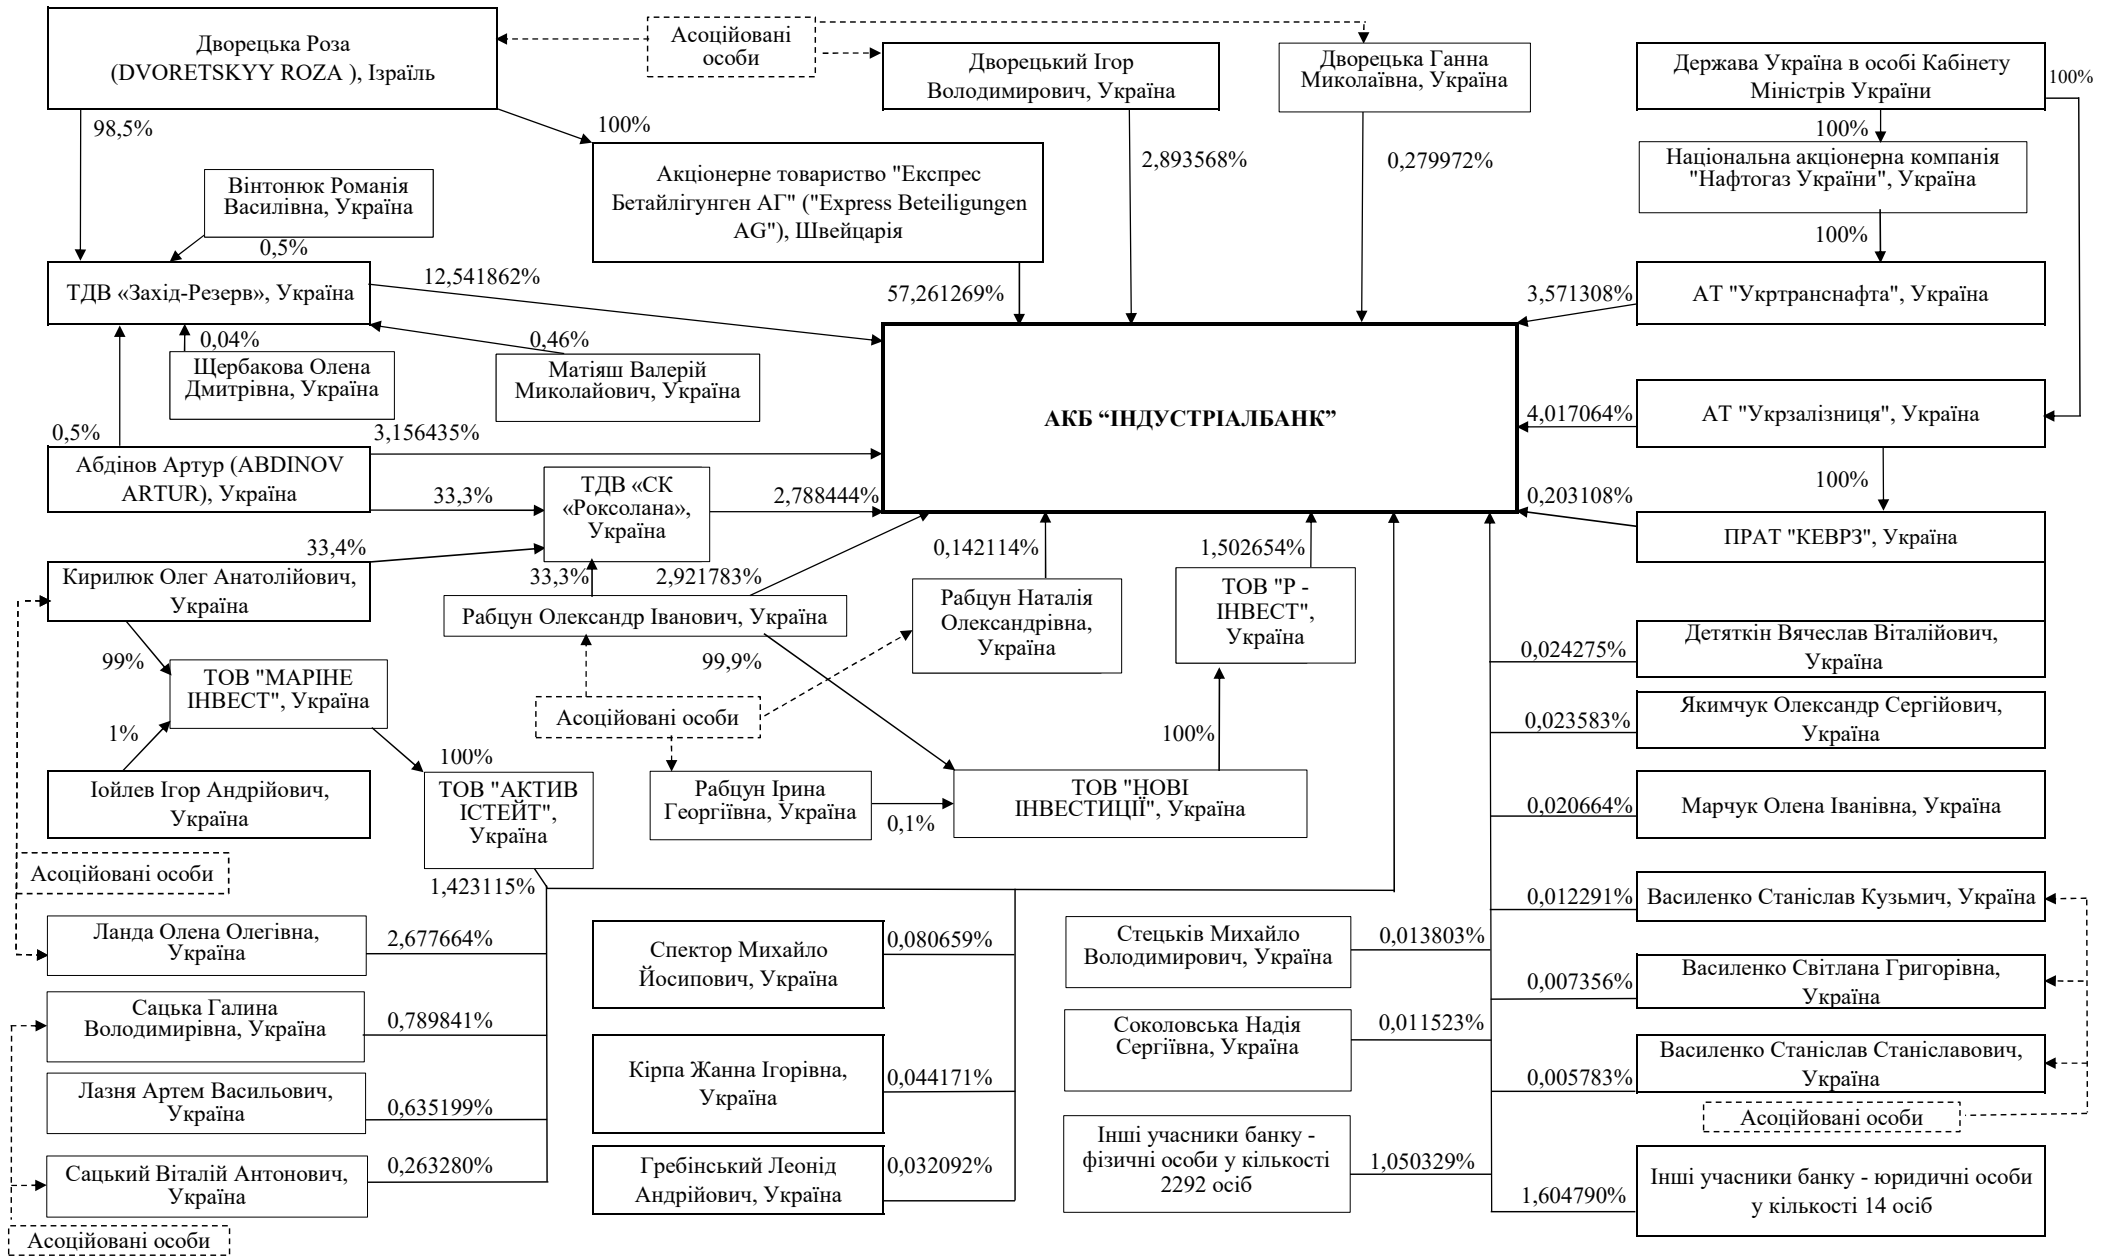 Дворецька Роза
(DVORETSKYY ROZA ), Ізраїль
Асоційовані
особи
Дворецький Ігор
Володимирович, Україна
Дворецька Ганна
Миколаївна, Україна
Держава Україна в особі Кабінету
Міністрів України
100%
98,5%
100%
2,893568%
0,279972%
100%
Вінтонюк Романія
Василівна, Україна
0,5%
Акціонерне товариство "Експрес
Бетайлігунген АГ" ("Express Beteiligungen
AG"), Швейцарія
Національна акціонерна компанія
"Нафтогаз України", Україна
100%
ТДВ «Захід-Резерв», Україна
12,541862%
57,261269%
3,571308%
АТ "Укртранснафта", Україна
0,04%
Щербакова Олена
Дмитрівна, Україна
0,46%
Матіяш Валерій
Миколайович, Україна
АКБ “ІНДУСТРІАЛБАНК”
4,017064%
АТ "Укрзалізниця", Україна
0,5%
3,156435%
Абдінов Артур (ABDINOV
ARTUR), Україна
33,3%
ТДВ «СК
«Роксолана»,
Україна
2,788444%
100%
0,203108%
ПРАТ "КЕВРЗ", Україна
33,4%
Кирилюк Олег Анатолійович,
Україна
33,3%
2,921783%
0,142114%
1,502654%
Рабцун Олександр Іванович, Україна
Рабцун Наталія
Олександрівна,
Україна
ТОВ "Р -
ІНВЕСТ",
Україна
0,024275%
Детяткін Вячеслав Віталійович,
Україна
99%
ТОВ "МАРІНЕ
ІНВЕСТ", Україна
99,9%
Асоційовані особи
0,023583%
Якимчук Олександр Сергійович,
Україна
1%
100%
100%
Іойлев Ігор Андрійович,
Україна
ТОВ "АКТИВ
ІСТЕЙТ",
Україна
Рабцун Ірина
Георгіївна, Україна
0,1%
ТОВ "НОВІ
ІНВЕСТИЦІЇ", Україна
0,020664%
Марчук Олена Іванівна, Україна
Асоційовані особи
1,423115%
0,012291%
Василенко Станіслав Кузьмич, Україна
Ланда Олена Олегівна,
Україна
2,677664%
Спектор Михайло
Йосипович, Україна
0,080659%
Стецьків Михайло
Володимирович, Україна
0,013803%
0,007356%
Василенко Світлана Григорівна,
Україна
Сацька Галина
Володимирівна, Україна
0,789841%
Кірпа Жанна Ігорівна,
Україна
0,044171%
Соколовська Надія
Сергіївна, Україна
0,011523%
0,005783%
Василенко Станіслав Станіславович,
Україна
Лазня Артем Васильович,
Україна
0,635199%
Асоційовані особи
Сацький Віталій Антонович,
Україна
0,263280%
Гребінський Леонід
Андрійович, Україна
0,032092%
Інші учасники банку -
фізичні особи у кількості
2292 осіб
1,050329%
1,604790%
Інші учасники банку - юридичні особи
у кількості 14 осіб
Асоційовані особи